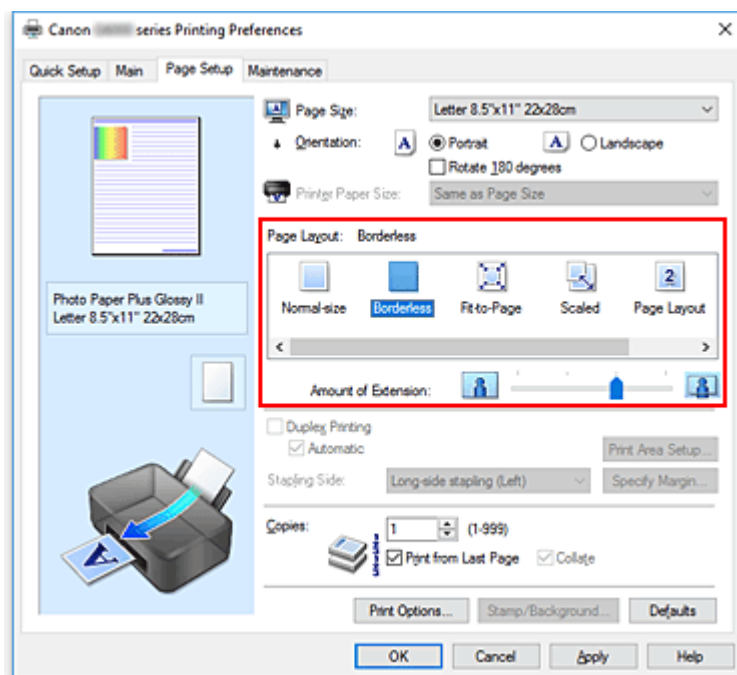 Canon series Printing Preferences
Quick Setup Main Page Setup Maintenance
Page Size: Letter 8.5"x11" 22x28cm
Orientation: A Portrait A Landscape
Rotate 180 degrees
Printer Paper Size: Same as Page Size
Page Layout: Borderless
2
Normal-size Borderless Fit-to-Page Scaled Page Layout
Photo Paper Plus Glossy II
Letter 8.5"x11" 22x28cm
Amount of Extension:
Duplex Printing
Automatic Print Area Setup...
Stapling Side: Long-side stapling (Left) Specify Margin...
Copies: 1 (1-999)
Print from Last Page Collate
A
Print Options... Stamp/Background... Defaults
OK Cancel Apply Help